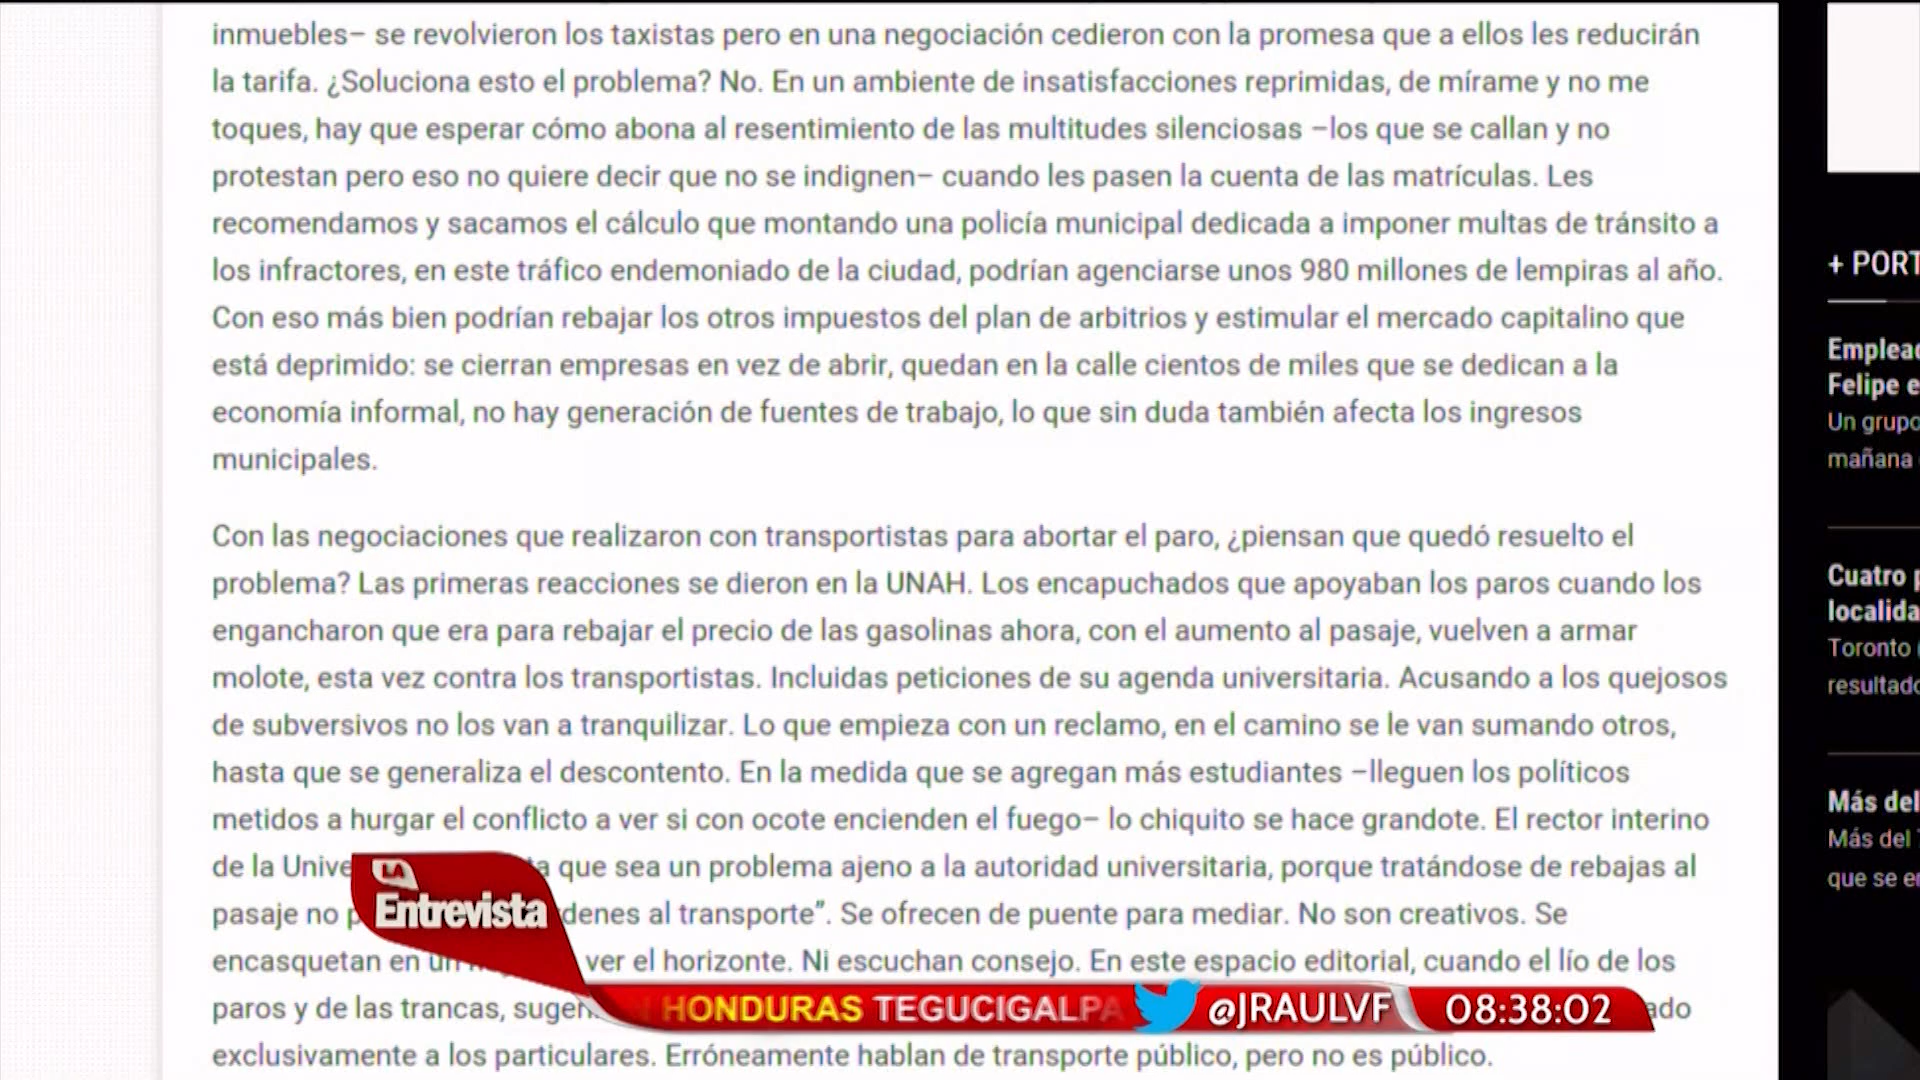 inmuebles– se revolvieron los taxistas pero en una negociación cedieron con la promesa que a ellos les reducirán
la tarifa. ¿Soluciona esto el problema? No. En un ambiente de insatisfacciones reprimidas, de mírame y no me
toques, hay que esperar cómo abona al resentimiento de las multitudes silenciosas –los que se callan y no
protestan pero eso no quiere decir que no se indignen– cuando les pasen la cuenta de las matrículas. Les
recomendamos y sacamos el cálculo que montando una policía municipal dedicada a imponer multas de tránsito a
los infractores, en este tráfico endemoniado de la ciudad, podrían agenciarse unos 980 millones de lempiras al año.
Con eso más bien podrían rebajar los otros impuestos del plan de arbitrios y estimular el mercado capitalino que
está deprimido: se cierran empresas en vez de abrir, quedan en la calle cientos de miles que se dedican a la
economía informal, no hay generación de fuentes de trabajo, lo que sin duda también afecta los ingresos
municipales.
Con las negociaciones que realizaron con transportistas para abortar el paro, ¿piensan que quedó resuelto el
problema? Las primeras reacciones se dieron en la UNAH. Los encapuchados que apoyaban los paros cuando los
engancharon que era para rebajar el precio de las gasolinas ahora, con el aumento al pasaje, vuelven a armar
molote, esta vez contra los transportistas. Incluidas peticiones de su agenda universitaria. Acusando a los quejosos
de subversivos no los van a tranquilizar. Lo que empieza con un reclamo, en el camino se le van sumando otros,
hasta que se generaliza el descontento. En la medida que se agregan más estudiantes –lleguen los políticos
metidos a hurgar el conflicto a ver si con ocote encienden el fuego– lo chiquito se hace grandote. El rector interino
de la que sea un problema ajeno a la autoridad universitaria, porque tratándose de rebajas al
pasaje no al transporte”. Se ofrecen de puente para mediar. No son creativos. Se
encasquetan en ver el horizonte. Ni escuchan consejo. En este espacio editorial, cuando el lío de los
paros y de las trancas,
exclusivamente a los particulares. Erróneamente hablan de transporte público, pero no es público.
LA
Entrevista
HONDURAS TEGUCIGALPA
@JRAULVF
08:38:02
+ PORT
Emplead
Felipe e
Un grupo
mañana
Cuatro p
localida
Toronto
resultado
Más del
Más del
que se en